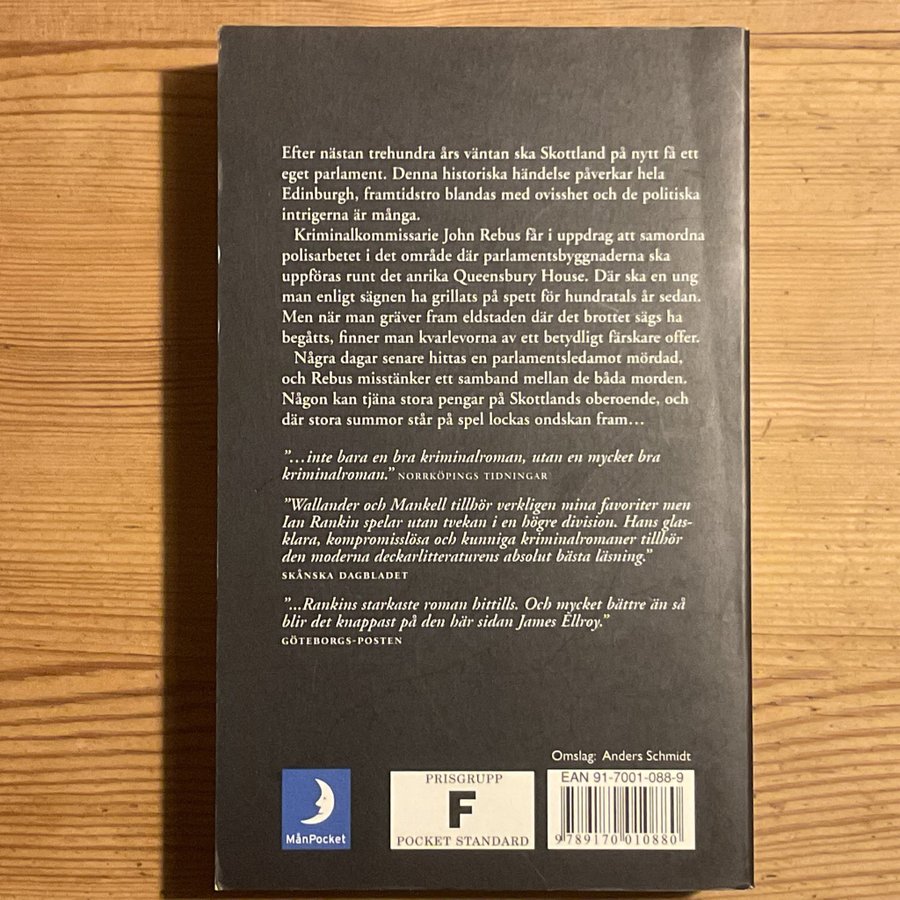 Efter nästan trehundra års väntan ska Skottland på nytt få ett
eget parlament. Denna historiska händelse påverkar hela
Edinburgh, framtidstro blandas med ovisshet och de politiska
intrigerna är många.
Kriminalkommissarie John Rebus får i uppdrag att samordna
polisarbetet i det område där parlamentsbyggnaderna ska
uppföras runt det anrika Queensbury House. Där ska en ung
man enligt sägnen ha grillats på spett för hundratals år sedan.
Men när man gräver fram eldstaden där det brottet sägs ha
begåtts, finner man kvarlevorna av ett betydligt färskare offer.
Några dagar senare hittas en parlamentsledamot mördad,
och Rebus misstänker ett samband mellan de båda morden.
Någon kan tjäna stora pengar på Skottlands oberoende, och
där stora summor står på spel lockas ondskan fram…
”…inte bara en bra kriminalroman, utan en mycket bra
kriminalroman.” NORRKÖPINGS TIDNINGAR
”Wallander och Mankell tillhör verkligen mina favoriter men
Ian Rankin spelar utan tvekan i en högre division. Hans glas-
klara, kompromisslösa och kunniga kriminalromaner tillhör
den moderna deckarlitteraturens absolut bästa läsning.”
SKÅNSKA DAGBLADET
”...Rankins starkaste roman hittills. Och mycket bättre än så
blir det knappast på den här sidan James Ellroy.”
GÖTEBORGS-POSTEN
Omslag: Anders Schmidt
MånPocket
PRISGRUPP
F
POCKET STANDARD
EAN 91-7001-088-9
9 789170 010880